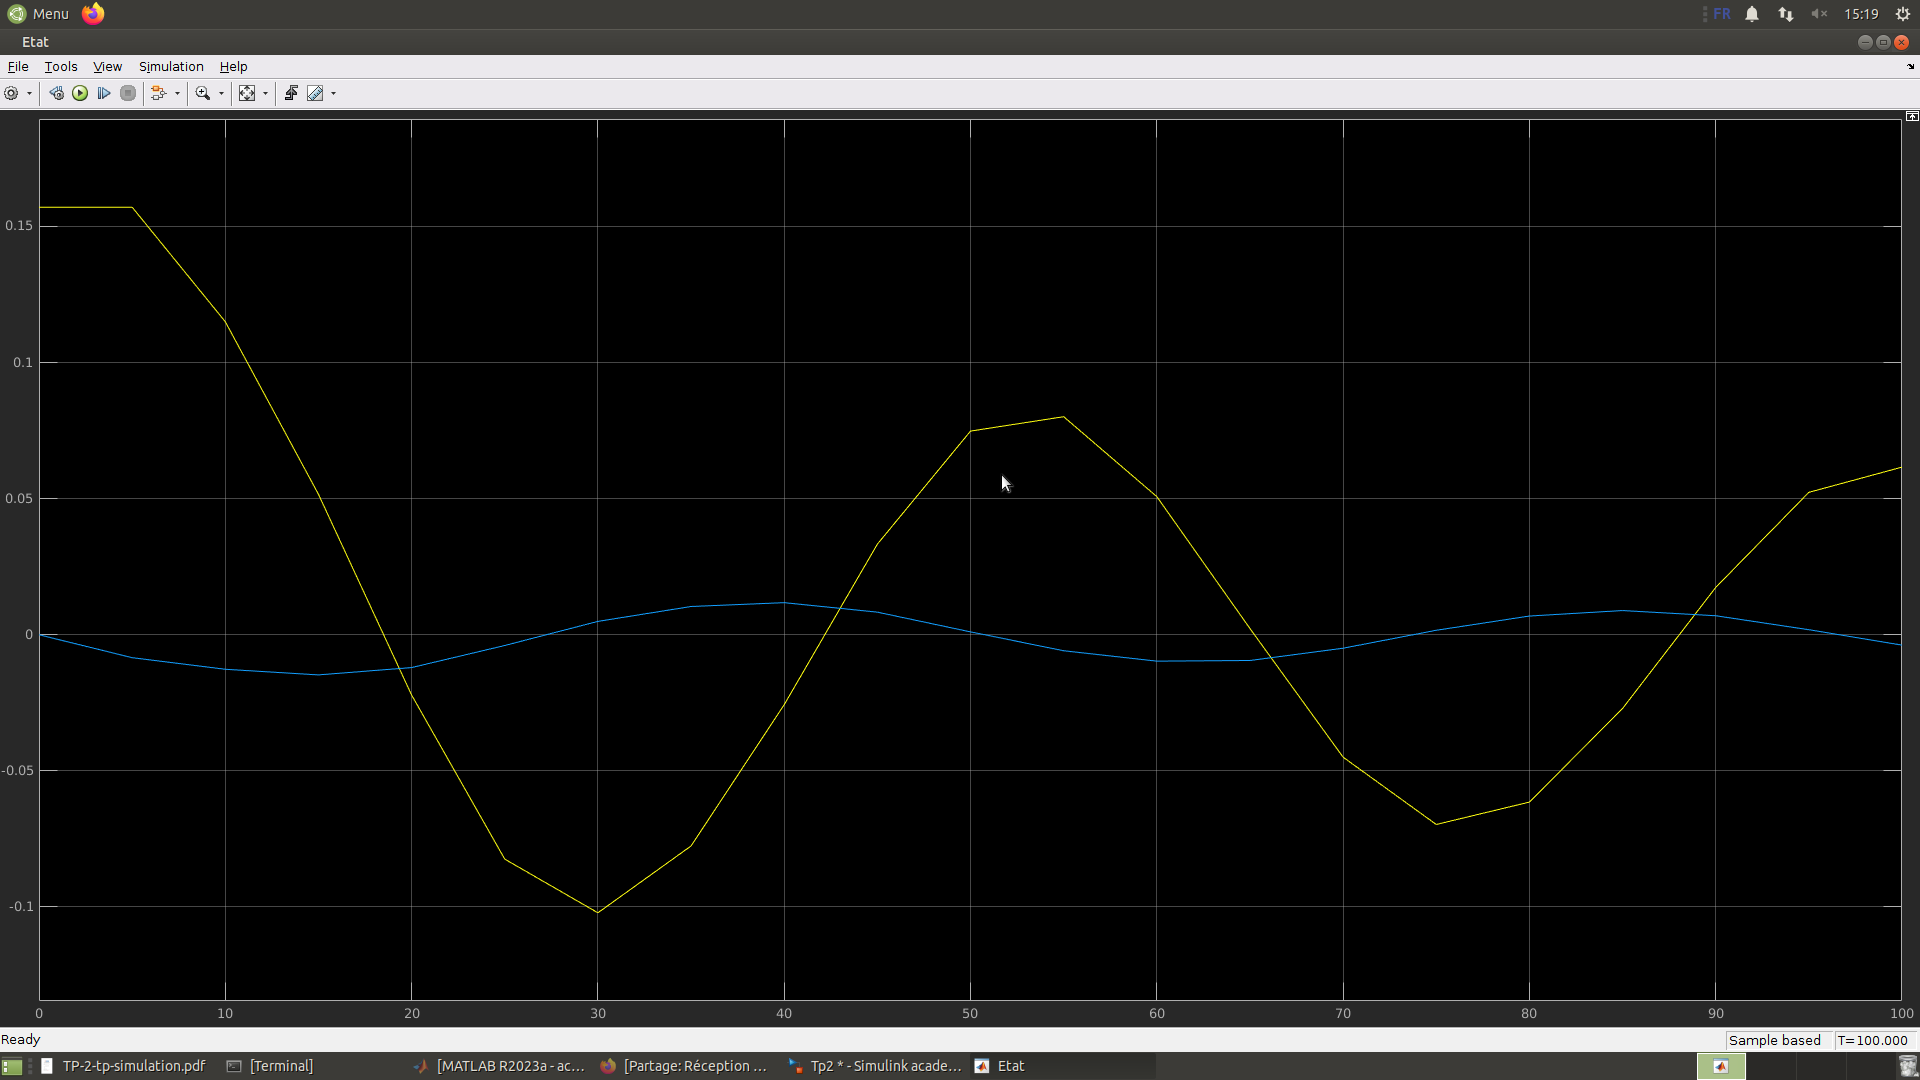 Menu
FR
15:19
Etat
File Tools View Simulation Help
0.15
0.1
0.05
0
-0.05
-0.1
0 10 20 30 40 50 60 70 80 90 100
Ready
Sample based
T=100.000
TP-2-tp-simulation.pdf
[Terminal]
[MATLAB R2023a - ac...
[Partage: Réception ...
Tp2 * - Simulink acade...
Etat